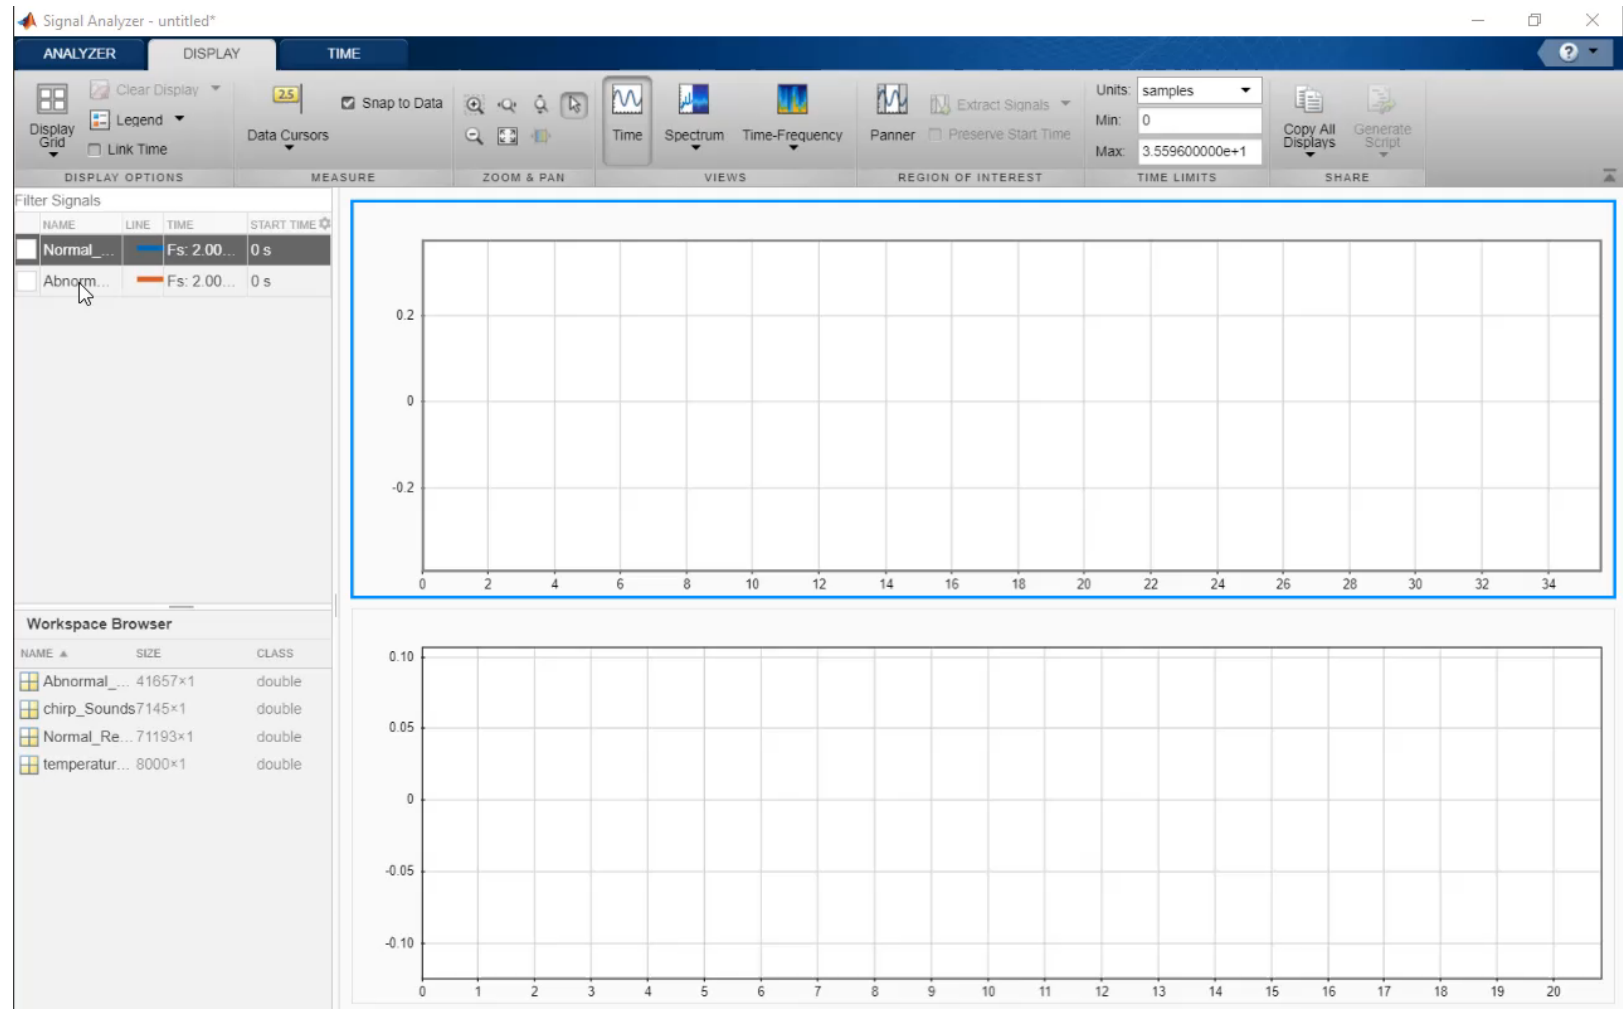 Signal Analyzer - untitled*
ANALYZER DISPLAY TIME
?
Display Grid
Clear Display
Legend
Link Time
2.5
Data Cursors
Snap to Data
Time
Spectrum
Time-Frequency
Panner
Extract Signals
Preserve Start Time
Units: samples
Min: 0
Max: 3.559600000e+1
Copy All Displays
Generate Script
DISPLAY OPTIONS MEASURE ZOOM & PAN VIEWS REGION OF INTEREST TIME LIMITS SHARE
Filter Signals
NAME LINE TIME START TIME
Normal_... Fs: 2.00... 0 s
Abnorm... Fs: 2.00... 0 s
0.2
0
-0.2
0 2 4 6 8 10 12 14 16 18 20 22 24 26 28 30 32 34
Workspace Browser
NAME SIZE CLASS
Abnormal_... 41657×1 double
chirp_Sounds 7145×1 double
Normal_Re... 71193×1 double
temperatur... 8000×1 double
0.10
0.05
0
-0.05
-0.10
0 1 2 3 4 5 6 7 8 9 10 11 12 13 14 15 16 17 18 19 20